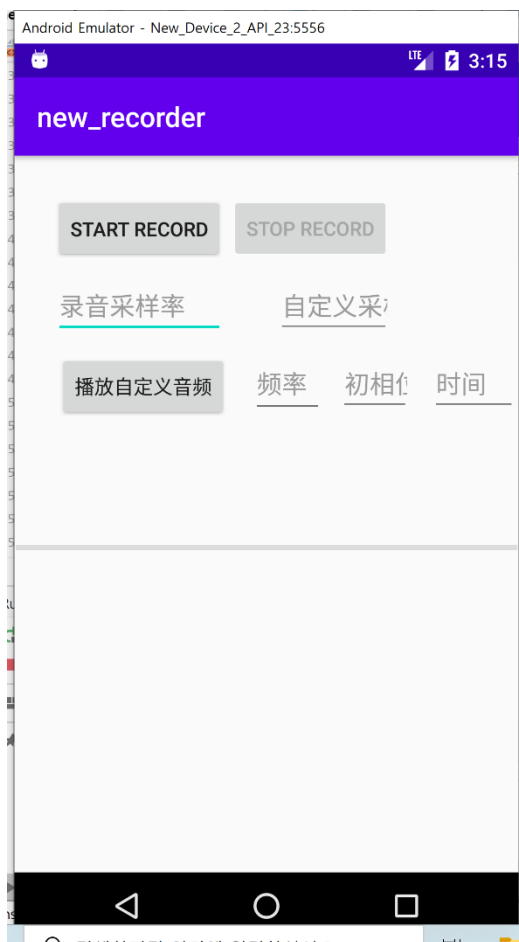 Android Emulator - New_Device_2_API_23:5556
LTE 3:15
new_recorder
START RECORD STOP RECORD
录音采样率 自定义采
播放自定义音频 频率 初相 时间